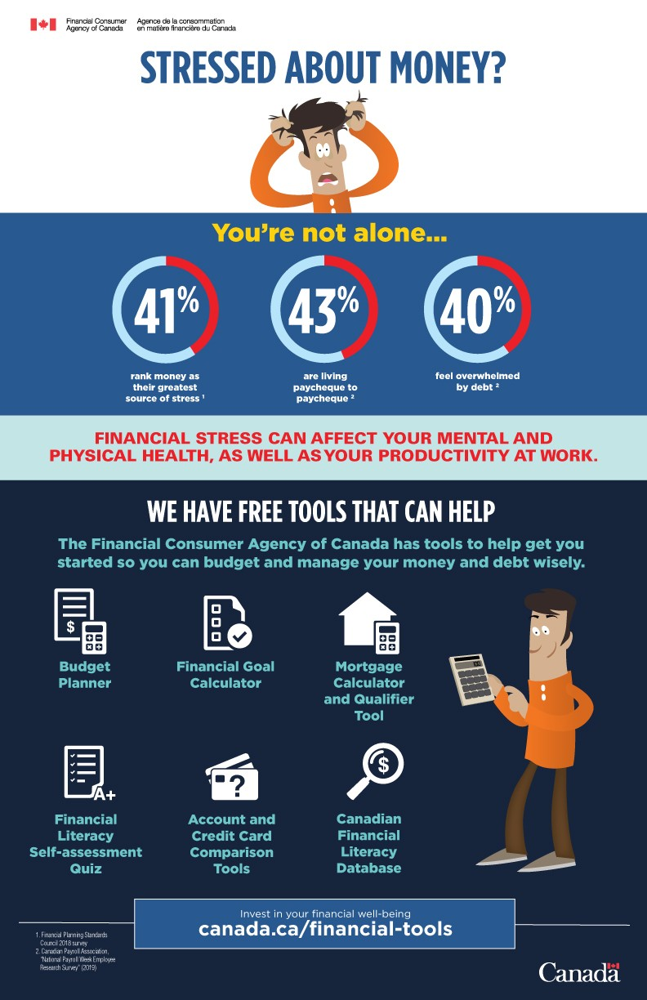 Financial Consumer Agence de la consommation
Agency of Canada en matière financière du Canada
STRESSED ABOUT MONEY?
You're not alone...
41%
rank money as
their greatest
source of stress 1
43%
are living
paycheque to
paycheque 2
40%
feel overwhelmed
by debt 2
FINANCIAL STRESS CAN AFFECT YOUR MENTAL AND
PHYSICAL HEALTH, AS WELL AS YOUR PRODUCTIVITY AT WORK.
WE HAVE FREE TOOLS THAT CAN HELP
The Financial Consumer Agency of Canada has tools to help get you
started so you can budget and manage your money and debt wisely.
$
Budget
Planner
Financial Goal
Calculator
Mortgage
Calculator
and Qualifier
Tool
A+
Financial
Literacy
Self-assessment
Quiz
?
Account and
Credit Card
Comparison
Tools
$
Canadian
Financial
Literacy
Database
Invest in your financial well-being
canada.ca/financial-tools
1. Financial Planning Standards
Council 2018 survey
2. Canadian Payroll Association,
"National Payroll Week Employee
Research Survey" (2019)
Canada